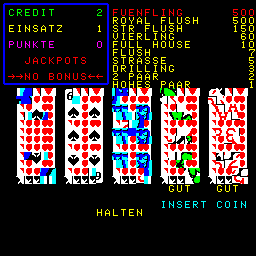 CREDIT 2
EINSATZ 1
PUNKTE 0
JACKPOTS
NO BONUS
FUENFLING 500
ROYAL FLUSH 500
STR FLUSH 150
VIERLING 60
FULL HOUSE 10
FLUSH 7
STRASSE 5
DRILLING 3
2 PAAR 2
HOHES PAAR 1
6
6
GUT GUT
INSERT COIN
HALTEN